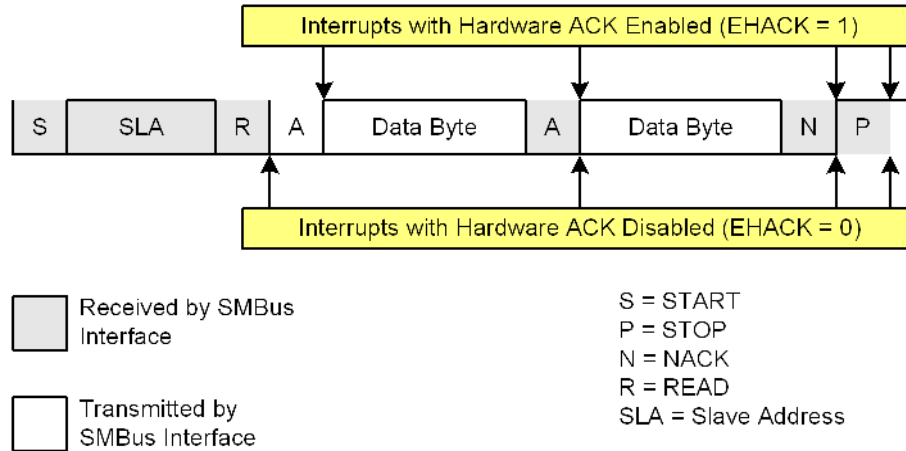 Interrupts with Hardware ACK Enabled (EHACK = 1)
S SLA R A Data Byte A Data Byte N P
Interrupts with Hardware ACK Disabled (EHACK = 0)
Received by SMBus
Interface
Transmitted by
SMBus Interface
S = START
P = STOP
N = NACK
R = READ
SLA = Slave Address